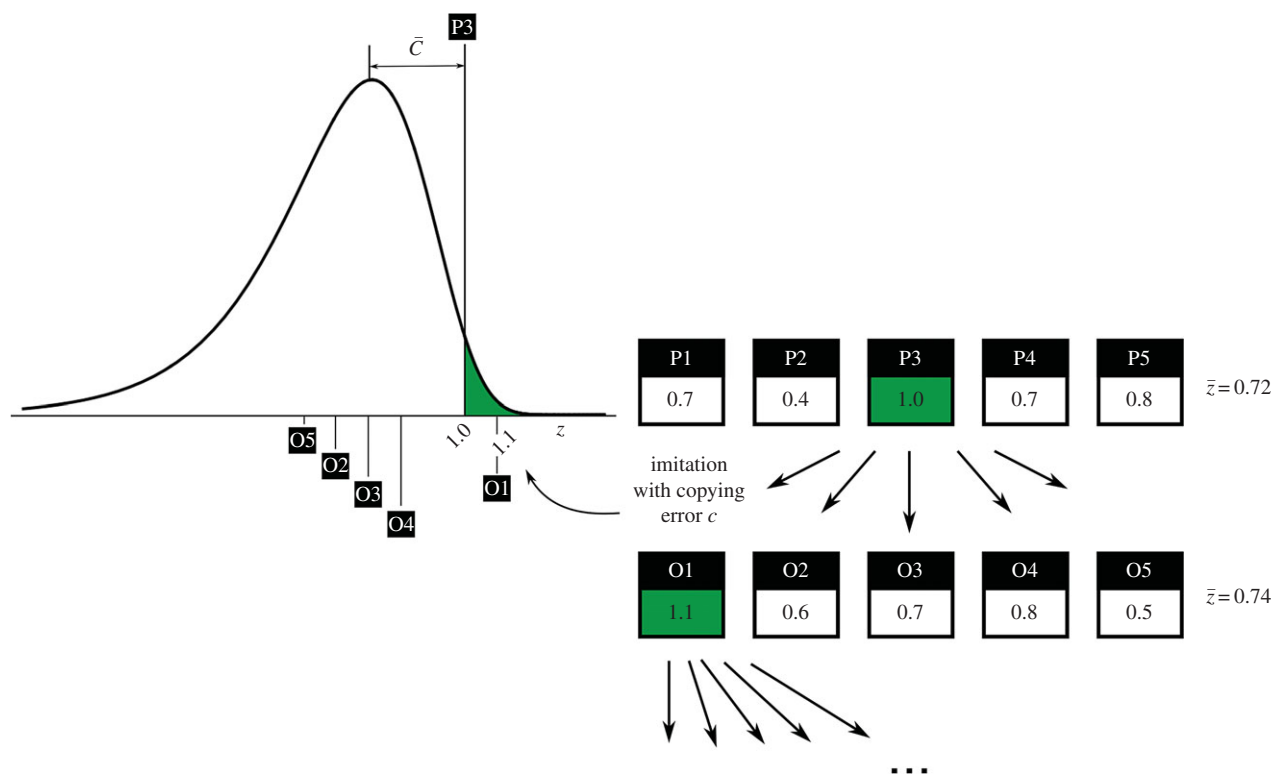 P3
C̄
O5
O2
O3
O4
1.0
1.1
z
O1
P1 P2 P3 P4 P5
0.7 0.4 1.0 0.7 0.8
z̄ = 0.72
imitation
with copying
error c
O1 O2 O3 O4 O5
1.1 0.6 0.7 0.8 0.5
z̄ = 0.74
...